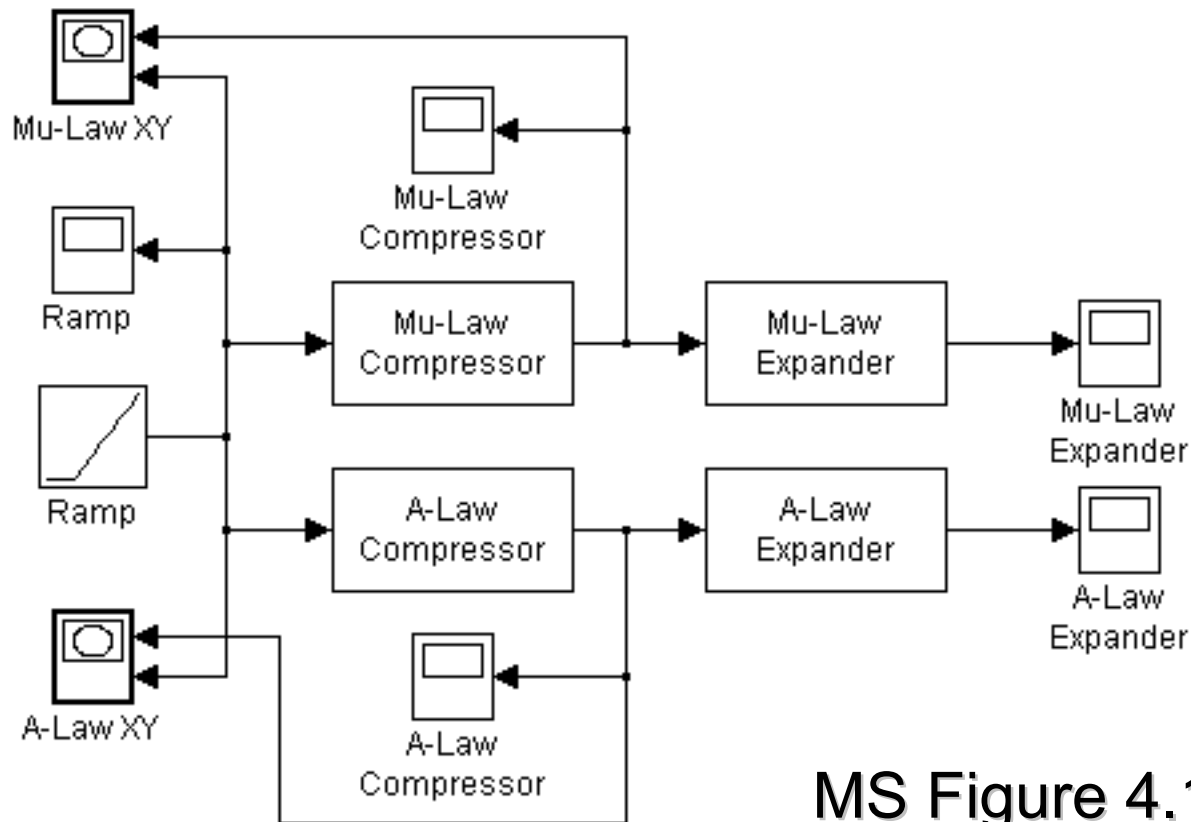 Mu-Law XY
Mu-Law
Compressor
Ramp
Mu-Law
Compressor
Mu-Law
Expander
Mu-Law
Expander
Ramp
A-Law
Compressor
A-Law
Expander
A-Law
Expander
A-Law XY
A-Law
Compressor
MS Figure 4.1